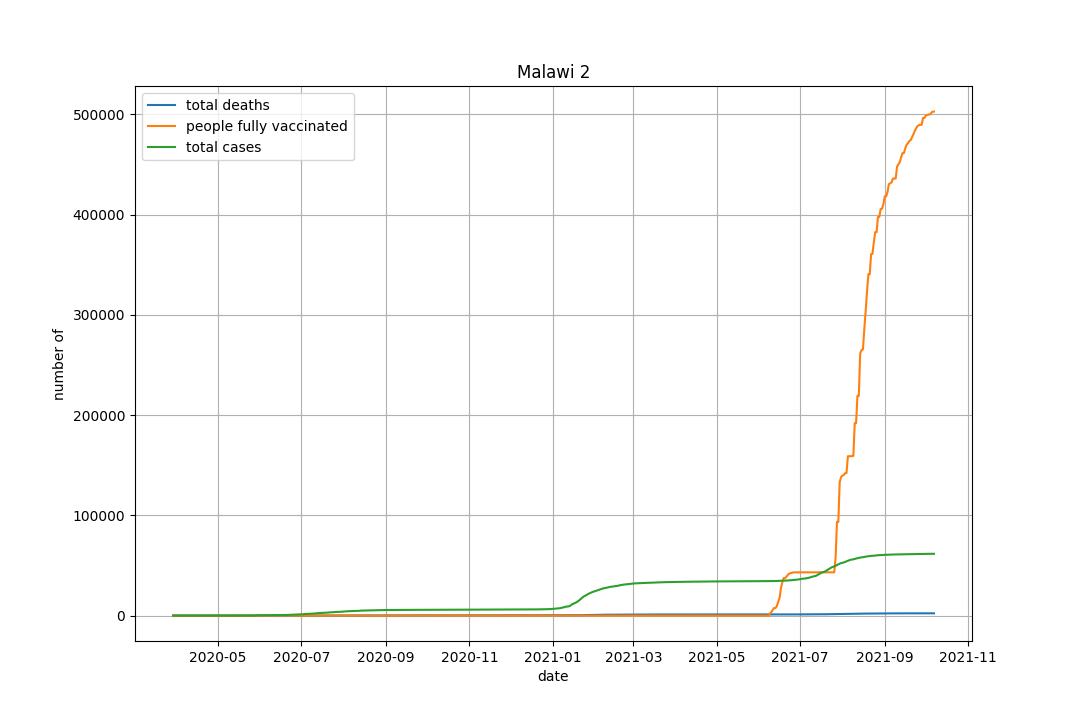 Malawi 2
total deaths
people fully vaccinated
total cases
500000
400000
300000
200000
100000
0
number of
2020-05 2020-07 2020-09 2020-11 2021-01 2021-03 2021-05 2021-07 2021-09 2021-11
date